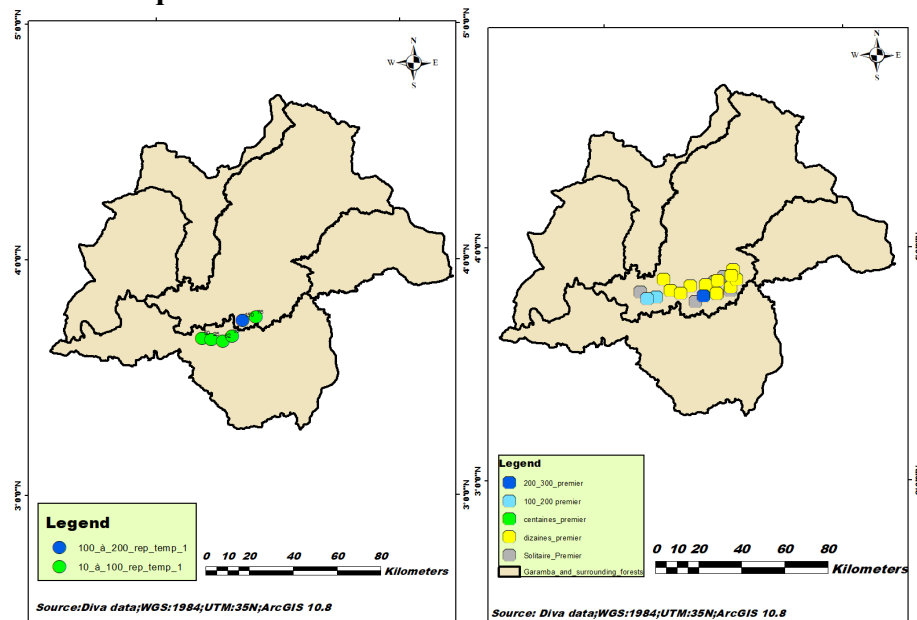 5°0'0"N
5°0'0"N
N
W
E
S
N
W
E
S
4°0'0"N
4°0'0"N
3°0'0"N
3°0'0"N
Legend
100_à_200_rep_temp_1
10_à_100_rep_temp_1
0 10 20 40 60 80
Kilometers
Source:Diva data;WGS:1984;UTM:35N;ArcGIS 10.8
Legend
200_300_premier
100_200 premier
centaines_premier
dizaines_premier
Solitaire_Premier
Garamba_and_surrounding_forests
0 10 20 40 60 80
Kilometers
Source: Diva data;WGS:1984;UTM:35N;ArcGIS 10.8